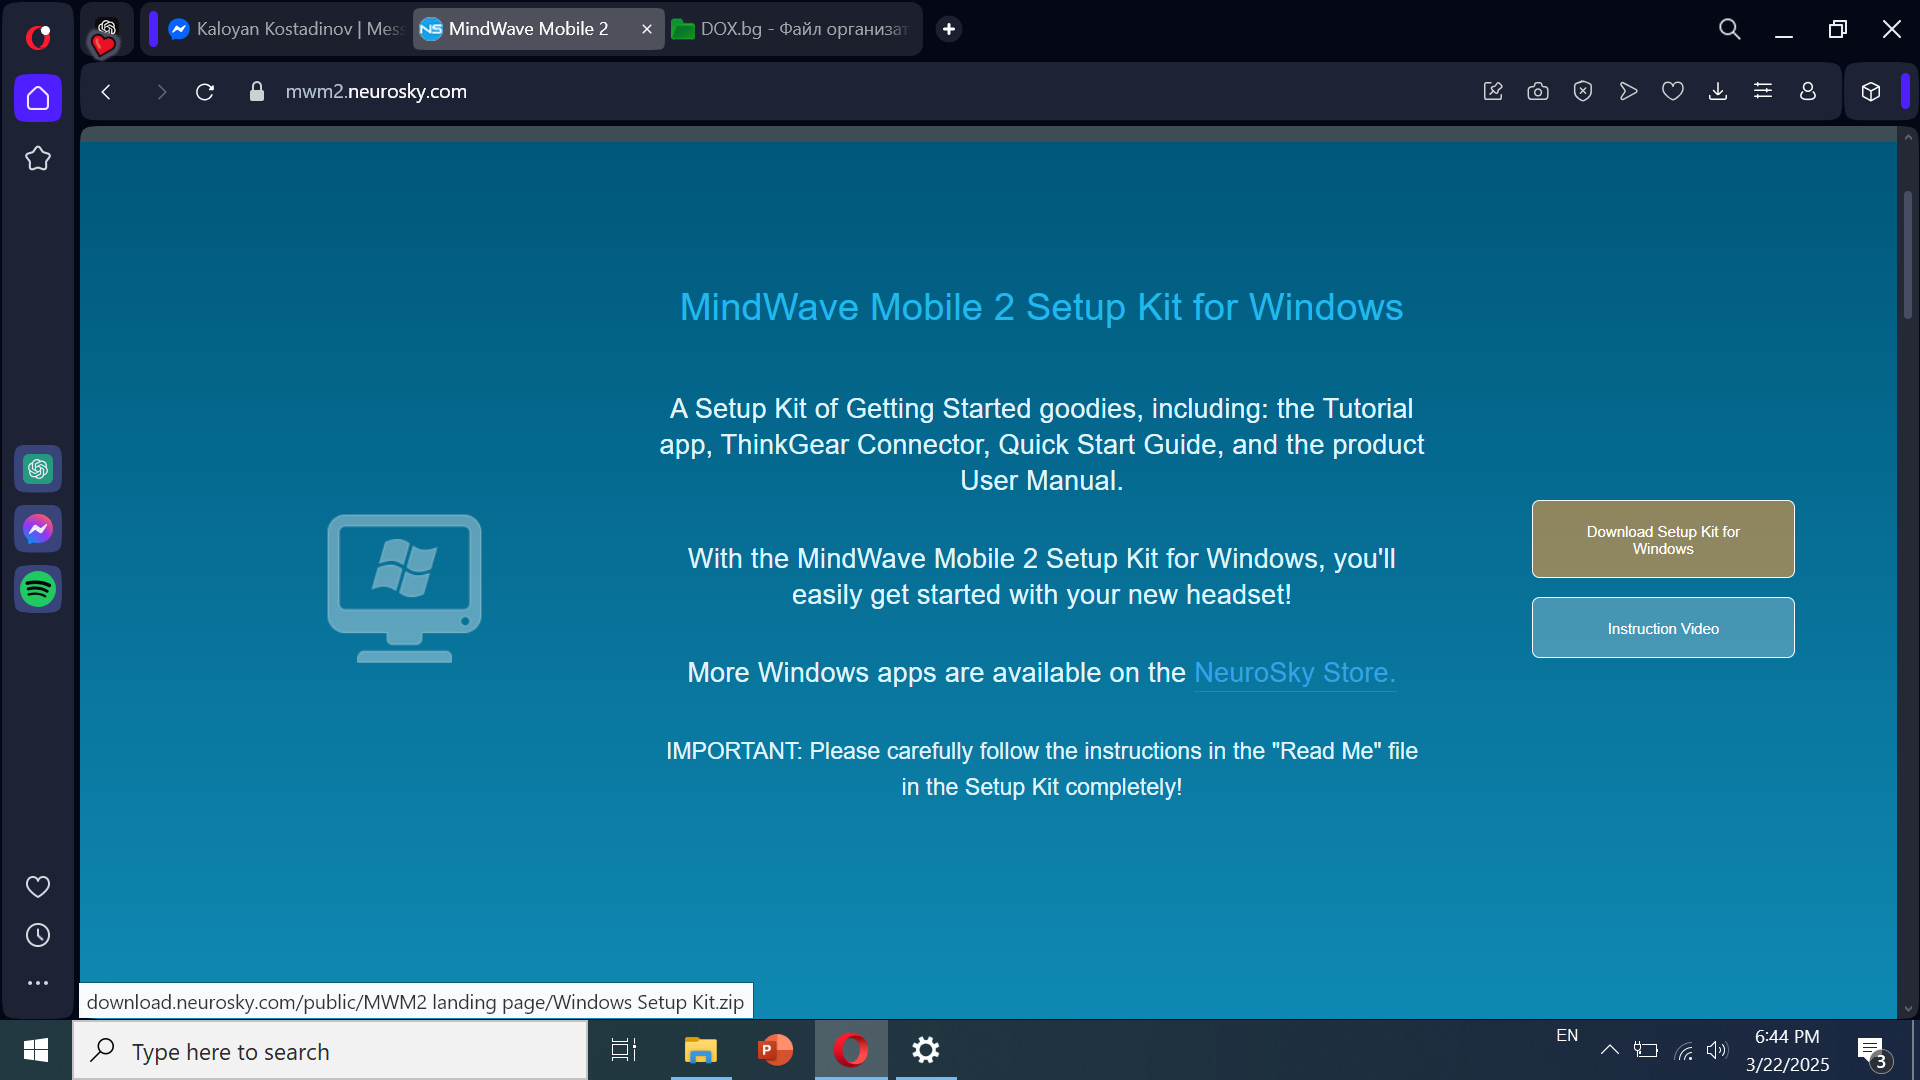 Kaloyan Kostadinov | Mess
NS
MindWave Mobile 2
DOX.bg - Файл организат
mwm2.neurosky.com
MindWave Mobile 2 Setup Kit for Windows
A Setup Kit of Getting Started goodies, including: the Tutorial
app, ThinkGear Connector, Quick Start Guide, and the product
User Manual.
Download Setup Kit for
Windows
With the MindWave Mobile 2 Setup Kit for Windows, you'll
easily get started with your new headset!
Instruction Video
More Windows apps are available on the NeuroSky Store.
IMPORTANT: Please carefully follow the instructions in the "Read Me" file
in the Setup Kit completely!
download.neurosky.com/public/MWM2 landing page/Windows Setup Kit.zip
Type here to search
P
EN
6:44 PM
3/22/2025
3